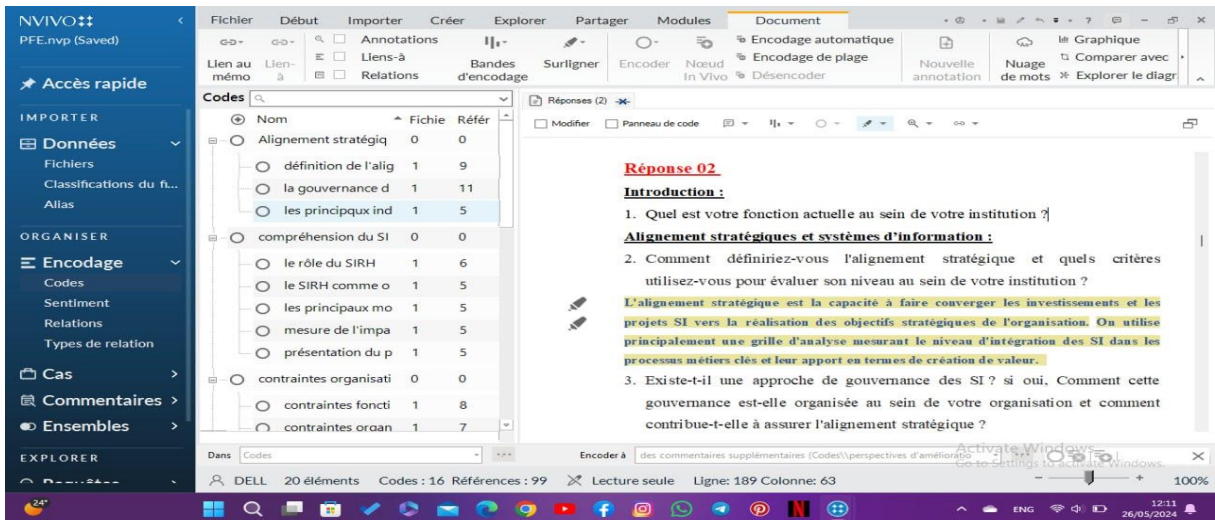 NVIVO
PFE.nvp (Saved)
Accès rapide
IMPORTER
Données
Fichiers
Classifications du fi...
Alias
ORGANISER
Encodage
Codes
Sentiment
Relations
Types de relation
Cas
Commentaires
Ensembles
EXPLORER
Fichier Début Importer Créer Explorer Partager Modules Document
Lien au mémo
Lien-à
Annotations
Liens-à
Relations
Bandes d'encodage
Surligner
Encoder
Nœud In Vivo
Encodage automatique
Encodage de plage
Désencoder
Nouvelle annotation
Nuage de mots
Graphique
Comparer avec
Explorer le diagr
Codes
Nom Fichie Référ
Alignement stratégiq 0 0
définition de l'alig 1 9
la gouvernance d 1 11
les principqux ind 1 5
compréhension du SI 0 0
le rôle du SIRH 1 6
le SIRH comme o 1 5
les principaux mo 1 5
mesure de l'impa 1 5
présentation du p 1 5
contraintes organisati 0 0
contraintes foncti 1 8
contraintes organ 1 7
Réponses (2)
Modifier Panneau de code
Réponse 02
Introduction :
1. Quel est votre fonction actuelle au sein de votre institution ?
Alignement stratégiques et systèmes d'information :
2. Comment définiriez-vous l'alignement stratégique et quels critères
utilisez-vous pour évaluer son niveau au sein de votre institution ?
L'alignement stratégique est la capacité à faire converger les investissements et les
projets SI vers la réalisation des objectifs stratégiques de l'organisation. On utilise
principalement une grille d'analyse mesurant le niveau d'intégration des SI dans les
processus métiers clés et leur apport en termes de création de valeur.
3. Existe-t-il une approche de gouvernance des SI ? si oui, Comment cette
gouvernance est-elle organisée au sein de votre organisation et comment
contribue-t-elle à assurer l'alignement stratégique ?
Dans Codes
Encoder à des commentaires supplémentaires (Codes\\perspectives d'amélioratio
Activate Windows
Go to Settings to activate Windows.
DELL 20 éléments Codes : 16 Références : 99 Lecture seule Ligne: 189 Colonne: 63 100%
24°
ENG
12:11
26/05/2024